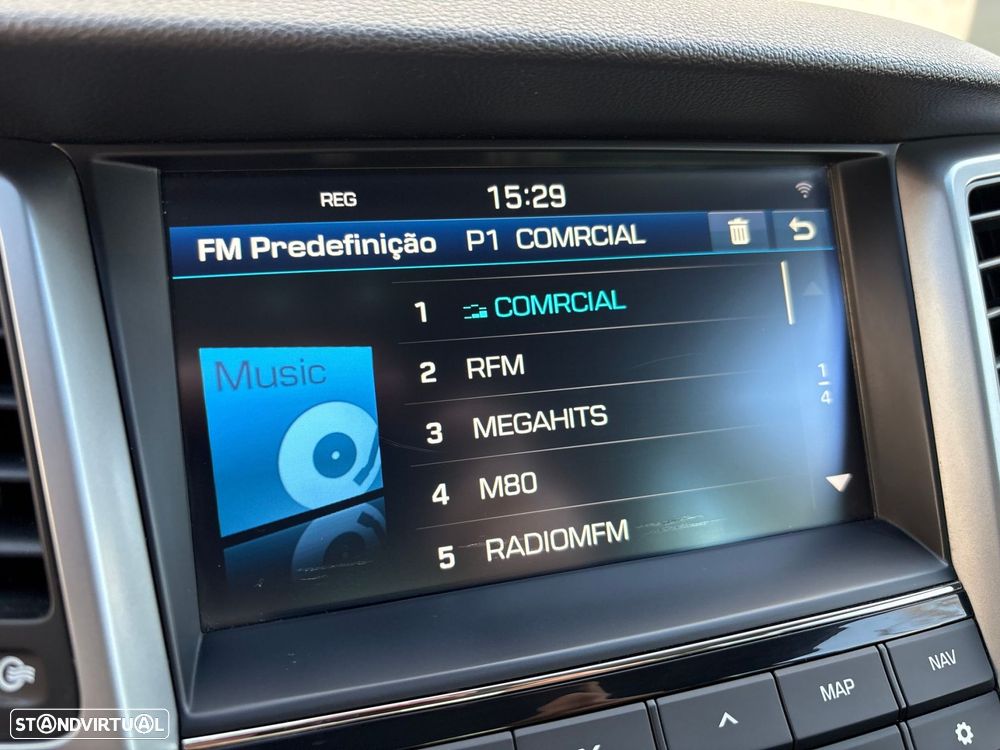 REG 15:29
FM Predefinição P1 COMRCIAL
1 COMRCIAL
Music
2 RFM
3 MEGAHITS
1/4
4 M80
5 RADIOMFM
NAV
MAP
STANDVIRTUAL